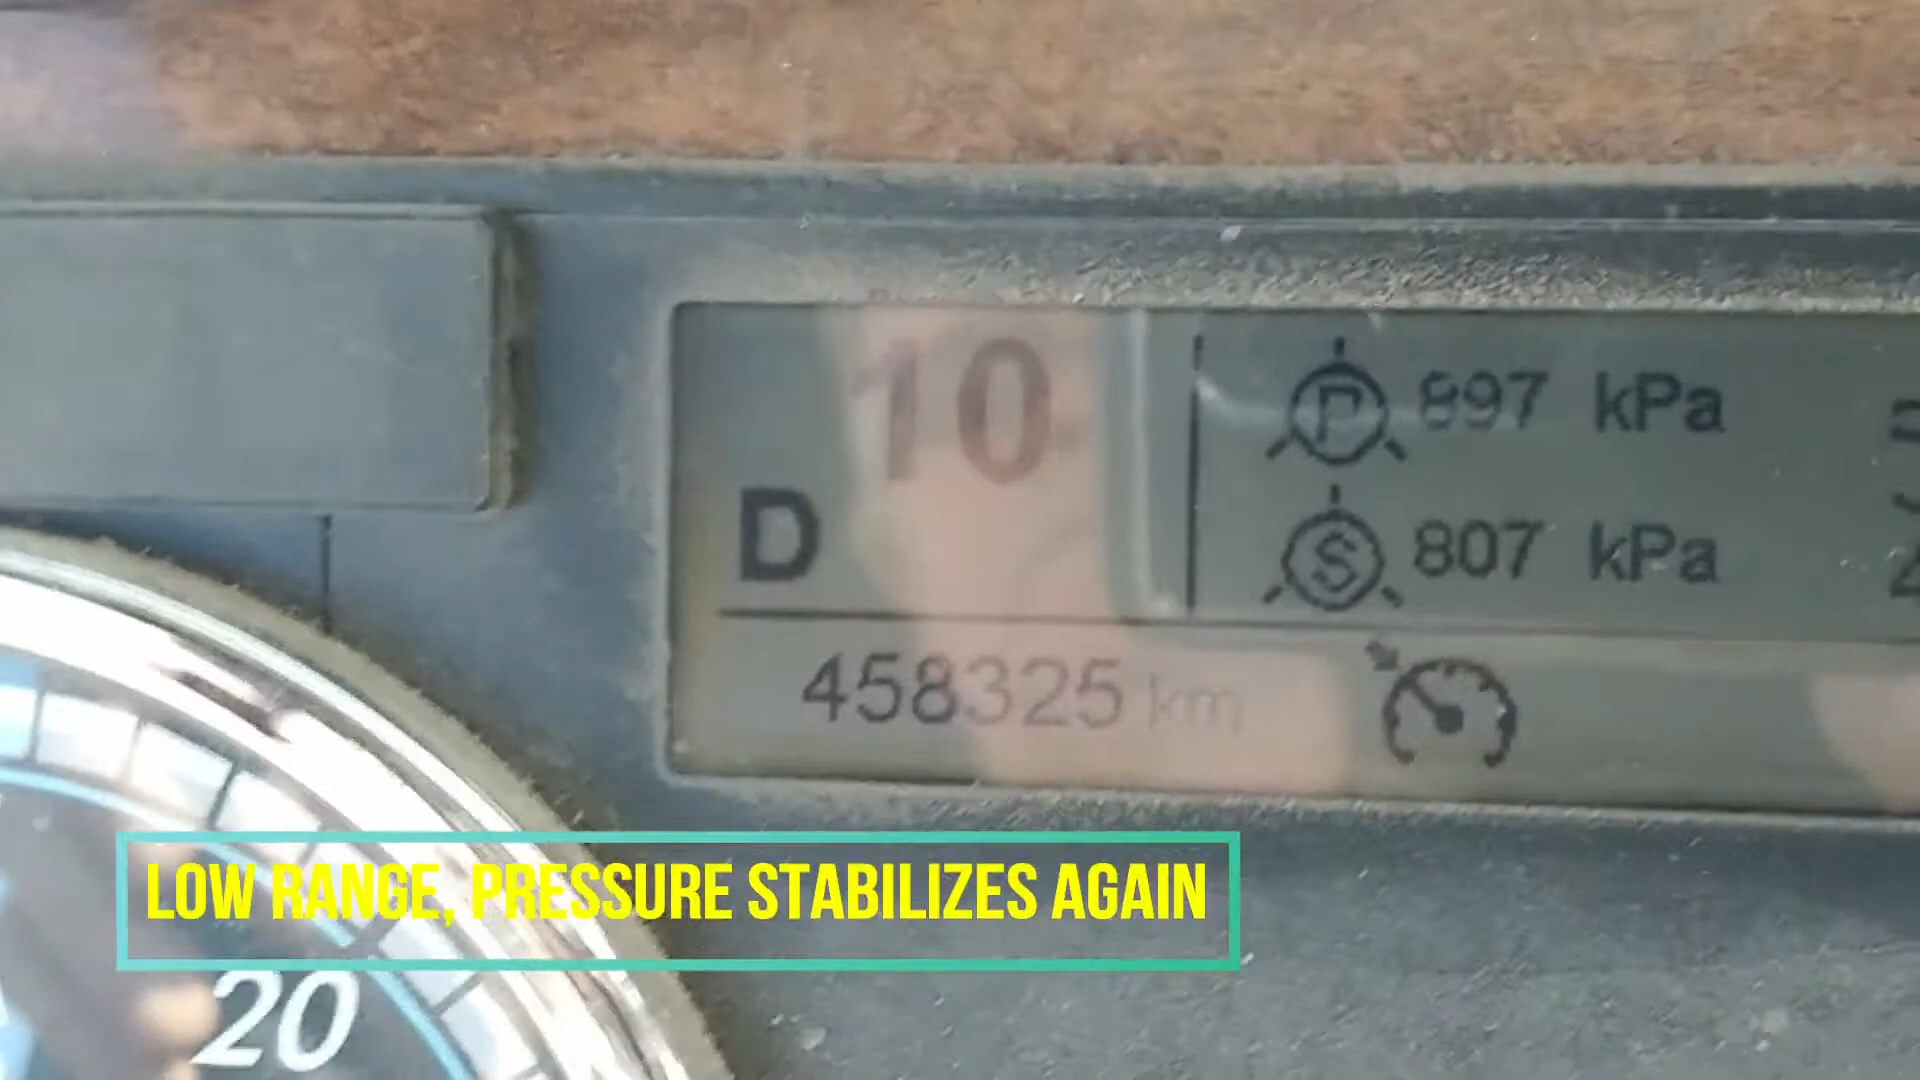 10
D
P 897 kPa
S 807 kPa
458325 km
LOW RANGE, PRESSURE STABILIZES AGAIN
20